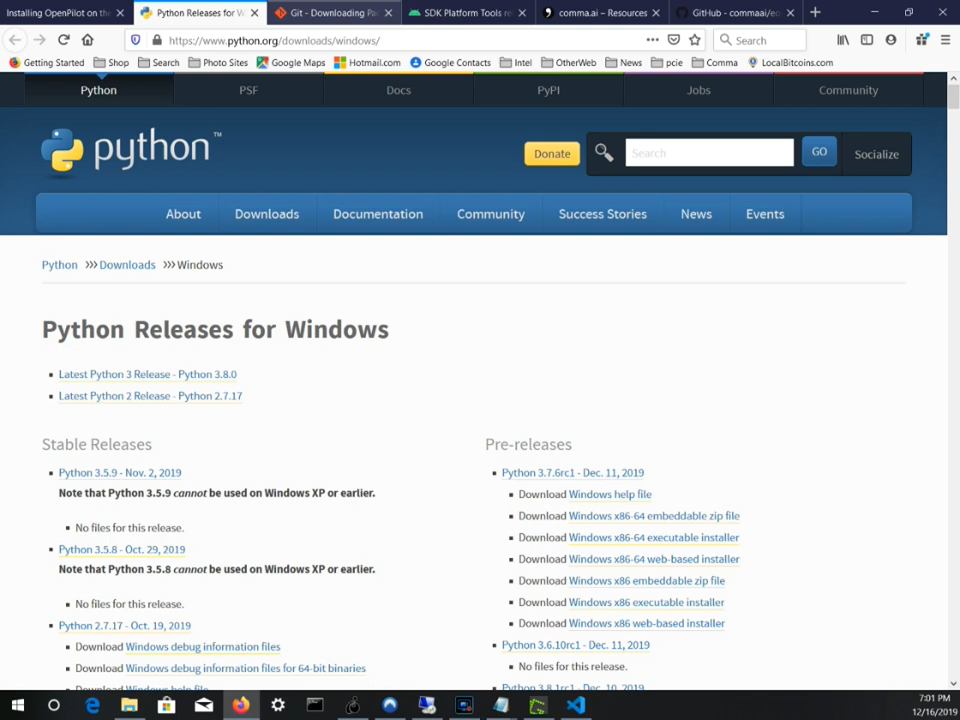 Installing OpenPilot on the
Python Releases for W
Git - Downloading Pa
SDK Platform Tools re
comma.ai – Resources
GitHub - commaai/eo
https://www.python.org/downloads/windows/
Search
Getting Started
Shop
Search
Photo Sites
Google Maps
Hotmail.com
Google Contacts
Intel
OtherWeb
News
pcie
Comma
LocalBitcoins.com
Python
PSF
Docs
PyPI
Jobs
Community
python™
Donate
Search
GO
Socialize
About
Downloads
Documentation
Community
Success Stories
News
Events
Python >>> Downloads >>> Windows
Python Releases for Windows
Latest Python 3 Release - Python 3.8.0
Latest Python 2 Release - Python 2.7.17
Stable Releases
Python 3.5.9 - Nov. 2, 2019
Note that Python 3.5.9 cannot be used on Windows XP or earlier.
No files for this release.
Python 3.5.8 - Oct. 29, 2019
Note that Python 3.5.8 cannot be used on Windows XP or earlier.
No files for this release.
Python 2.7.17 - Oct. 19, 2019
Download Windows debug information files
Download Windows debug information files for 64-bit binaries
Download Windows help file
Pre-releases
Python 3.7.6rc1 - Dec. 11, 2019
Download Windows help file
Download Windows x86-64 embeddable zip file
Download Windows x86-64 executable installer
Download Windows x86-64 web-based installer
Download Windows x86 embeddable zip file
Download Windows x86 executable installer
Download Windows x86 web-based installer
Python 3.6.10rc1 - Dec. 11, 2019
No files for this release.
Python 3.8.1rc1 - Dec. 10, 2019
7:01 PM
12/16/2019